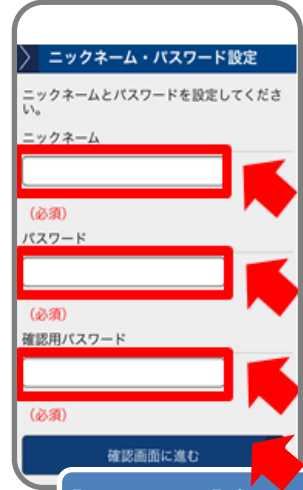 ニックネーム・パスワード設定
ニックネームとパスワードを設定してくださ
い。
ニックネーム
(必須)
パスワード
(必須)
確認用パスワード
(必須)
確認画面に進む